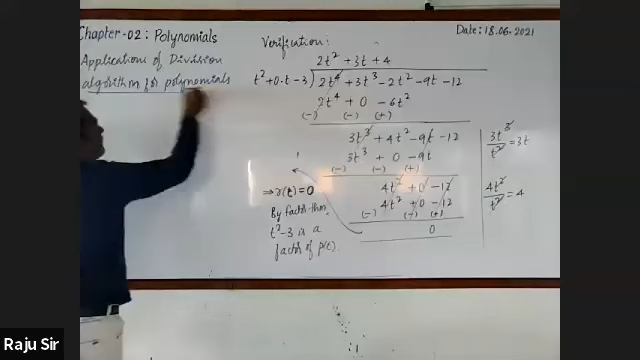 Chapter-02: Polynomials
Date: 18.06.2021
Application of Division
algorithm for polynomials
Verification:
2t² + 3t + 4
t² + 0·t - 3 ) 2t⁴ + 3t³ - 2t² - 9t - 12
2t⁴ + 0 - 6t²
(-) (-) (+)
3t³ + 4t² - 9t - 12
3t³ + 0 - 9t
(-) (-) (+)
4t² + 0 - 12
4t² + 0 - 12
(-) (-) (+)
0
3t³/t² = 3t
4t²/t² = 4
⇒ r(t) = 0
By factor thm,
t² - 3 is a
factor of p(t).
Raju Sir